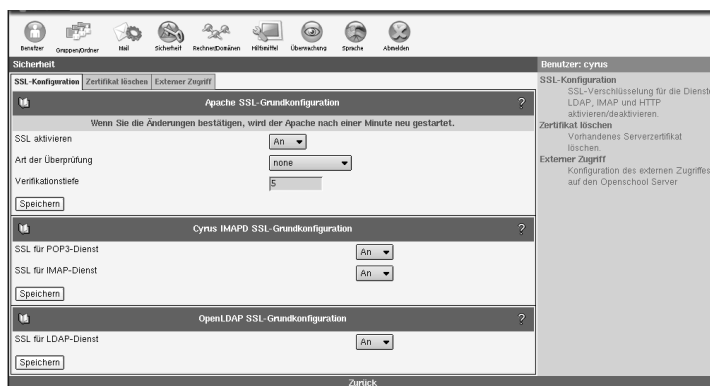 Benutzer Gruppen/Ordner Mail Sicherheit Rechner/Domänen Hilfsmittel Überwachung Sprache Abmelden
Sicherheit
SSL-Konfiguration Zertifikat löschen Externer Zugriff
Apache SSL-Grundkonfiguration ?
Wenn Sie die Änderungen bestätigen, wird der Apache nach einer Minute neu gestartet.
SSL aktivieren An
Art der Überprüfung none
Verifikationstiefe 5
Speichern
Cyrus IMAPD SSL-Grundkonfiguration ?
SSL für POP3-Dienst An
SSL für IMAP-Dienst An
Speichern
OpenLDAP SSL-Grundkonfiguration ?
SSL für LDAP-Dienst An
Speichern
Zurück
Benutzer: cyrus
SSL-Konfiguration
SSL-Verschlüsselung für die Dienste
LDAP, IMAP und HTTP
aktivieren/deaktivieren.
Zertifikat löschen
Vorhandenes Serverzertifikat
löschen.
Externer Zugriff
Konfiguration des externen Zugriffes
auf den Openschool Server